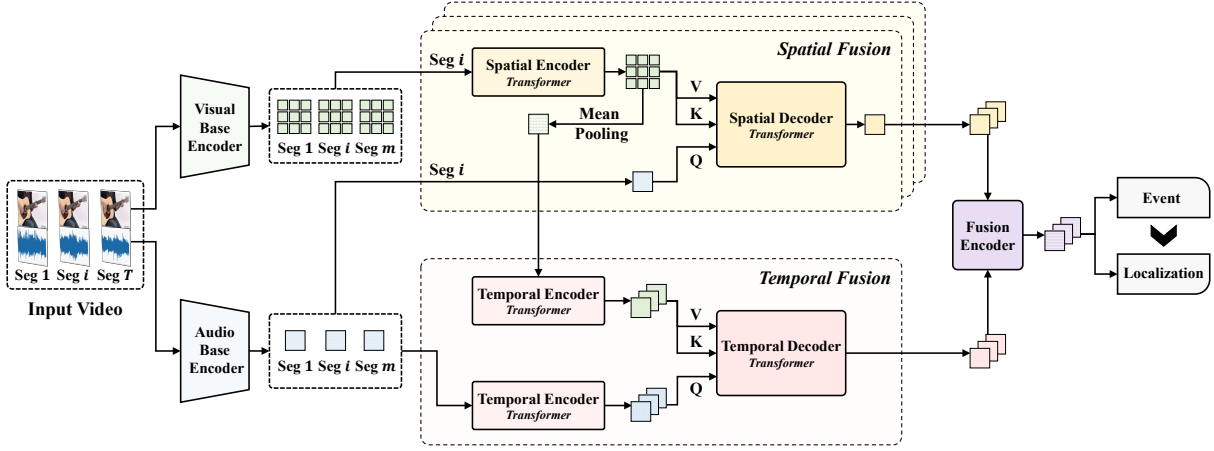 Spatial Fusion
Seg i
Spatial Encoder
Transformer
Visual
Base
Encoder
Mean
Pooling
V
K
Q
Spatial Decoder
Transformer
Seg 1 Seg i Seg m
Seg i
Seg 1 Seg i Seg T
Input Video
Fusion
Encoder
Event
Localization
Temporal Fusion
Audio
Base
Encoder
Seg 1 Seg i Seg m
Temporal Encoder
Transformer
V
K
Q
Temporal Decoder
Transformer
Temporal Encoder
Transformer